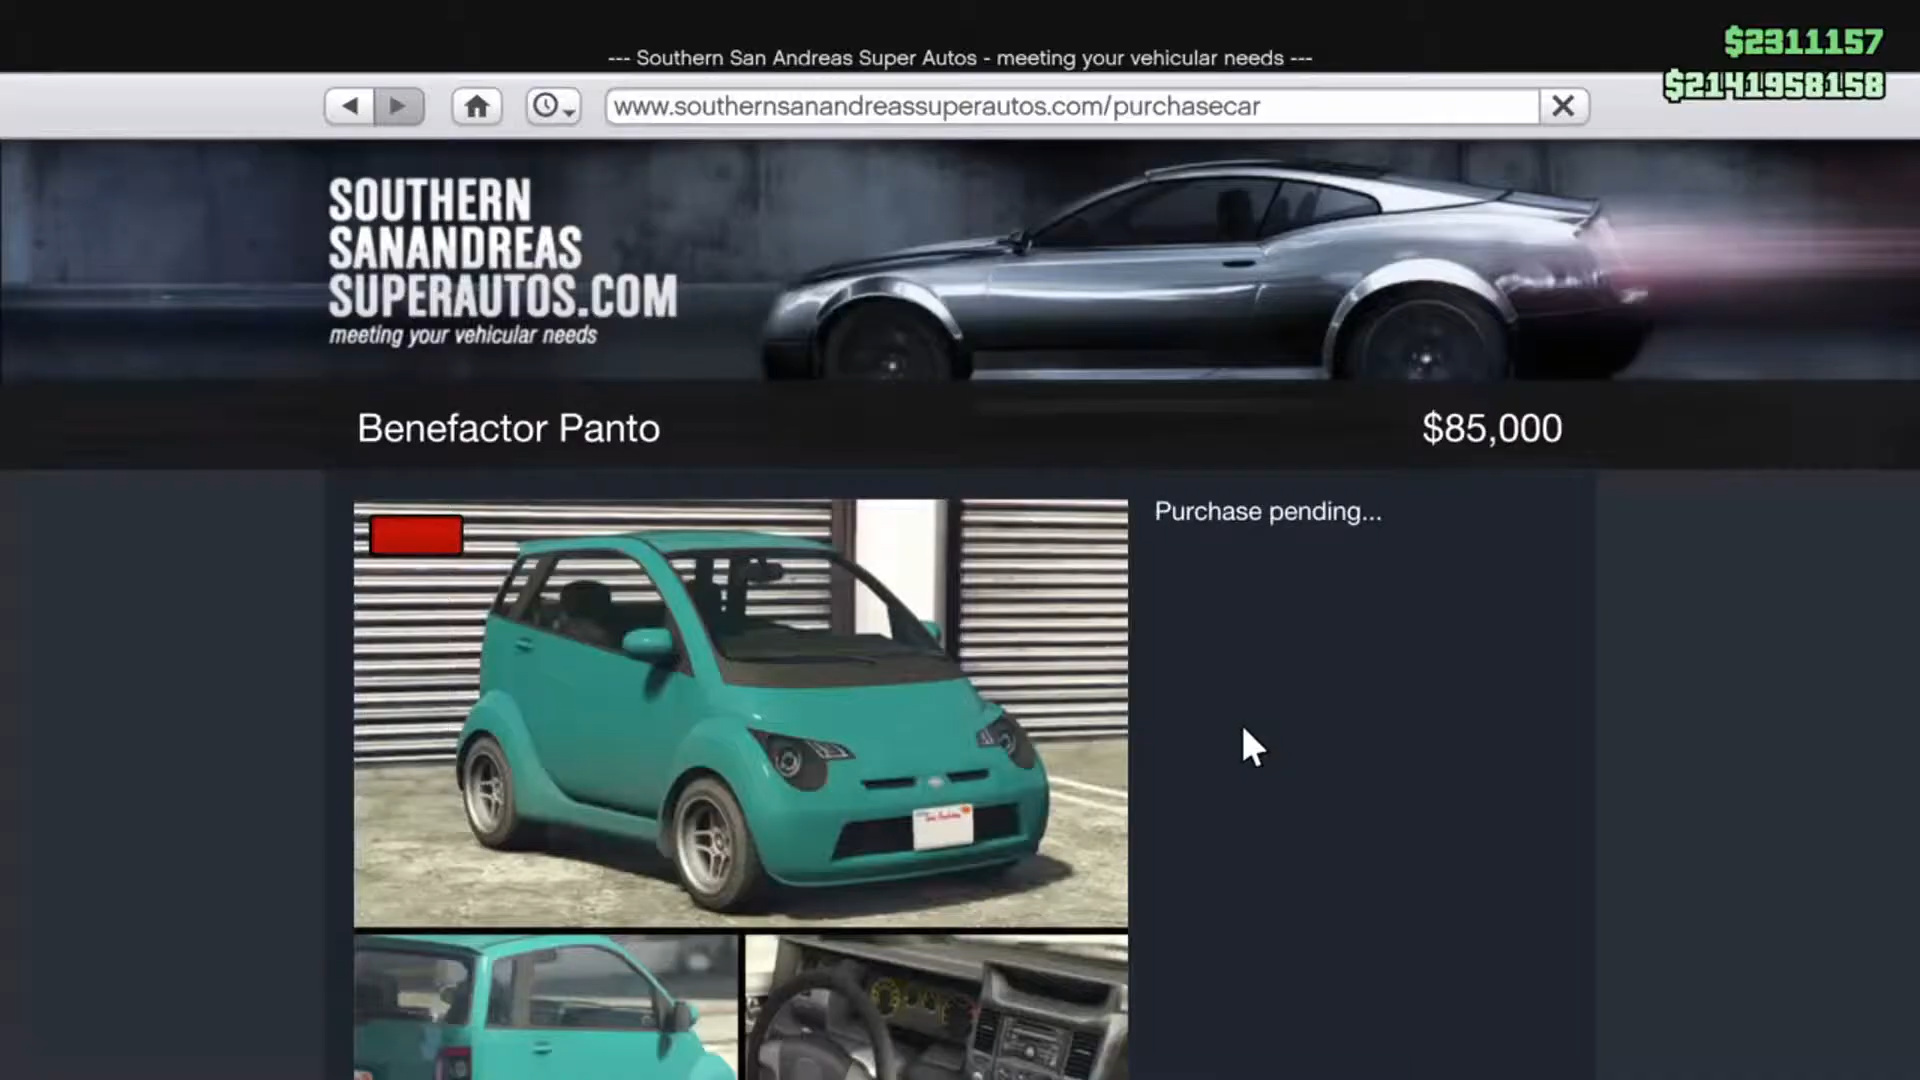 --- Southern San Andreas Super Autos - meeting your vehicular needs ---
$2311157
$2141958158
www.southernsanandreassuperautos.com/purchasecar
SOUTHERN
SANANDREAS
SUPERAUTOS.COM
meeting your vehicular needs
Benefactor Panto
$85,000
Purchase pending...